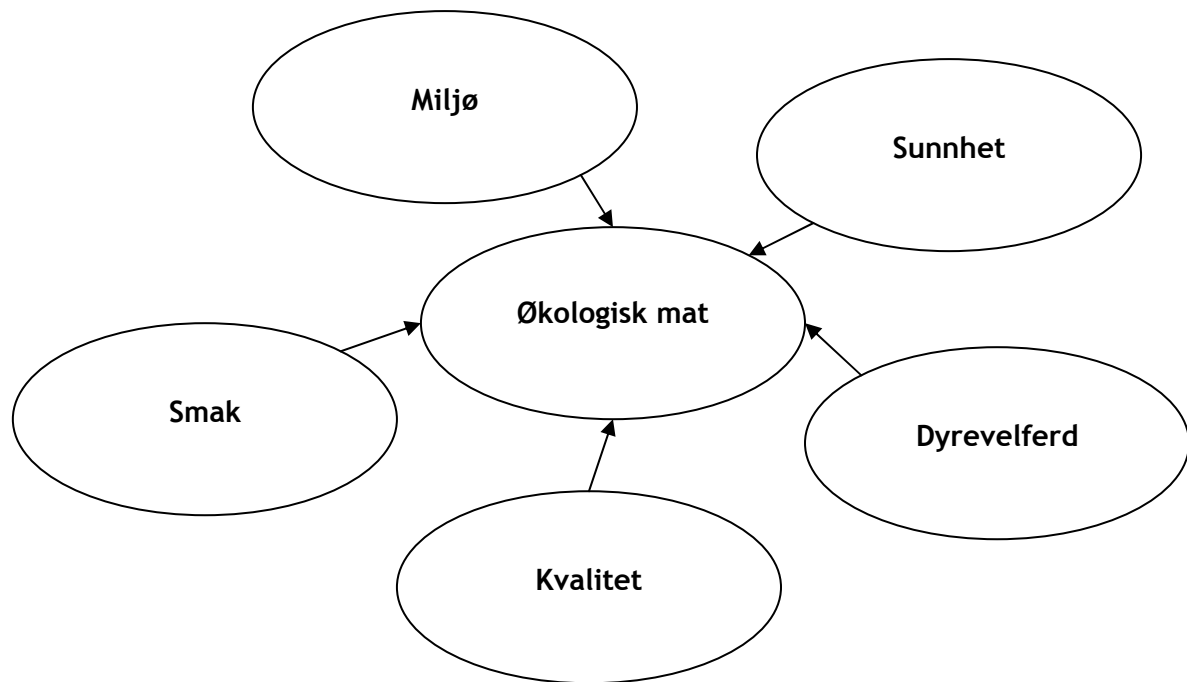 Miljø
Sunnhet
Økologisk mat
Smak
Dyrevelferd
Kvalitet